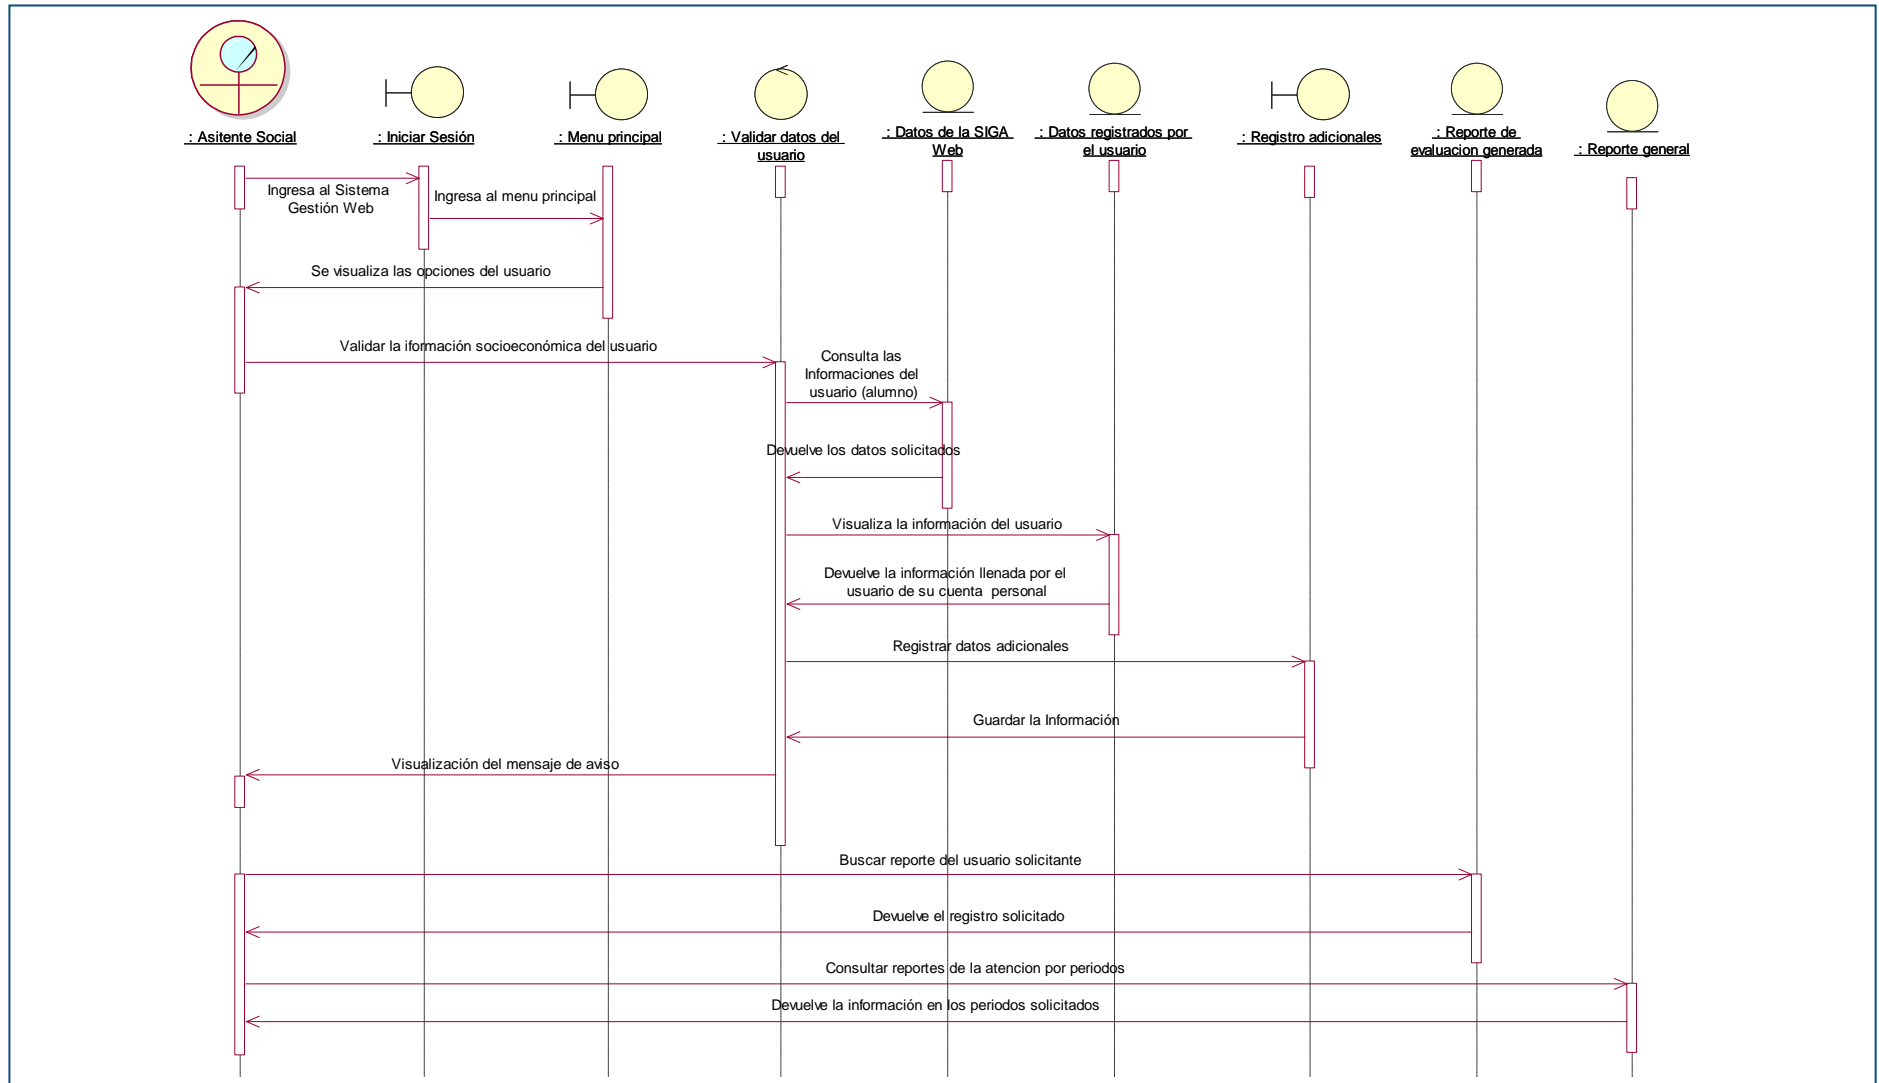 : Asitente Social
: Iniciar Sesión
: Menu principal
: Validar datos del
usuario
: Datos de la SIGA
Web
: Datos registrados por
el usuario
: Registro adicionales
: Reporte de
evaluacion generada
: Reporte general
Ingresa al Sistema
Gestión Web
Ingresa al menu principal
Se visualiza las opciones del usuario
Validar la iformación socioeconómica del usuario
Consulta las
Informaciones del
usuario (alumno)
Devuelve los datos solicitados
Visualiza la información del usuario
Devuelve la información llenada por el
usuario de su cuenta personal
Registrar datos adicionales
Guardar la Información
Visualización del mensaje de aviso
Buscar reporte del usuario solicitante
Devuelve el registro solicitado
Consultar reportes de la atencion por periodos
Devuelve la información en los periodos solicitados